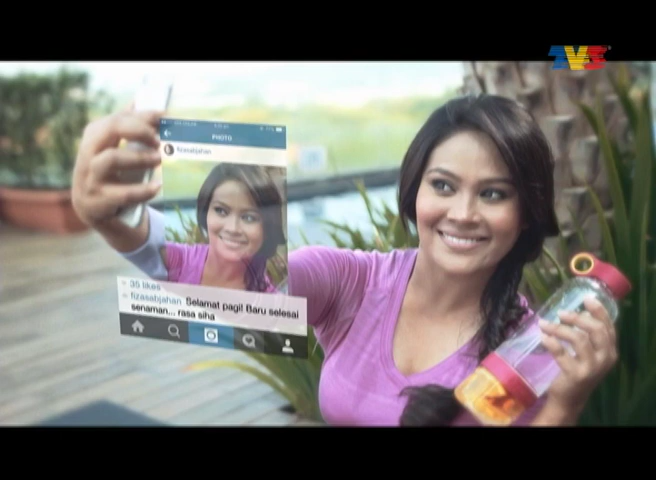 TV3
PHOTO
fizasabjahan
35 likes
fizasabjahan Selamat pagi! Baru selesai
senaman... rasa siha